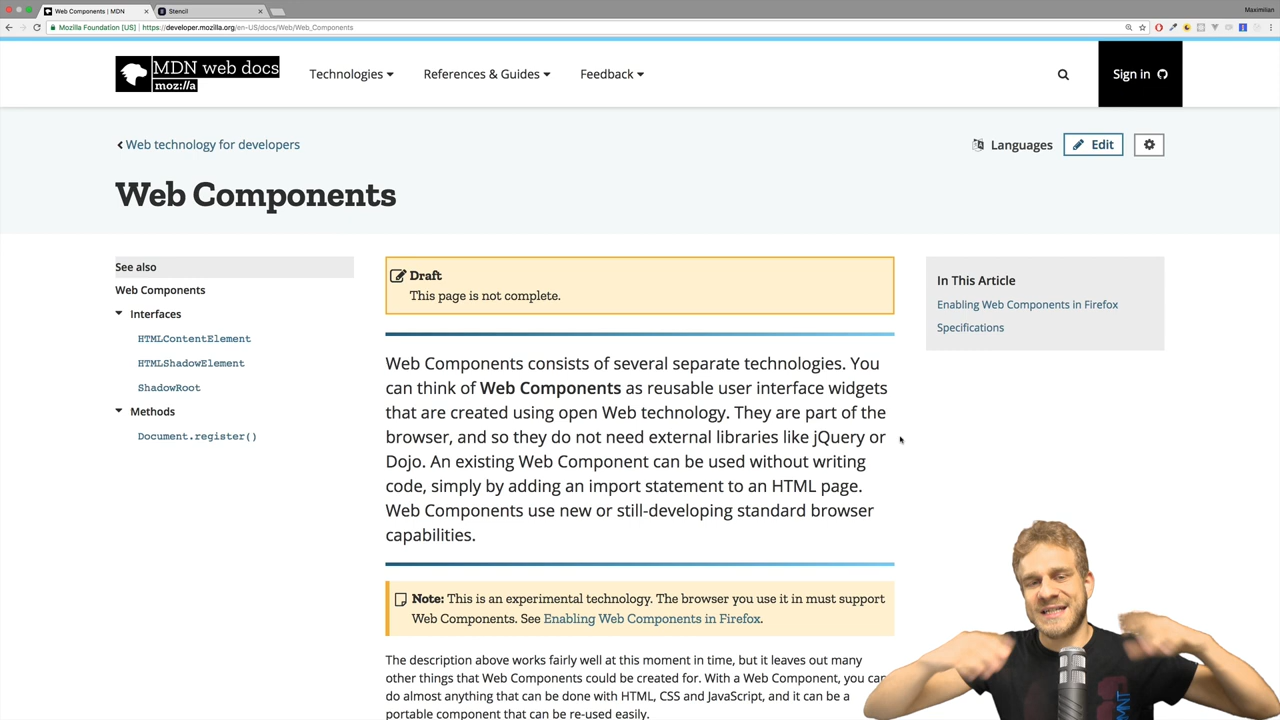 Web Components | MDN
Stencil
Maximilian
Mozilla Foundation [US] | https://developer.mozilla.org/en-US/docs/Web/Web_Components
MDN web docs
moz://a
Technologies
References & Guides
Feedback
Sign in
Web technology for developers
Languages
Edit
Web Components
See also
Web Components
Interfaces
HTMLContentElement
HTMLShadowElement
ShadowRoot
Methods
Document.register()
Draft
This page is not complete.
Web Components consists of several separate technologies. You
can think of Web Components as reusable user interface widgets
that are created using open Web technology. They are part of the
browser, and so they do not need external libraries like jQuery or
Dojo. An existing Web Component can be used without writing
code, simply by adding an import statement to an HTML page.
Web Components use new or still-developing standard browser
capabilities.
Note: This is an experimental technology. The browser you use it in must support
Web Components. See Enabling Web Components in Firefox.
The description above works fairly well at this moment in time, but it leaves out many
other things that Web Components could be created for. With a Web Component, you can
do almost anything that can be done with HTML, CSS and JavaScript, and it can be a
portable component that can be re-used easily.
In This Article
Enabling Web Components in Firefox
Specifications